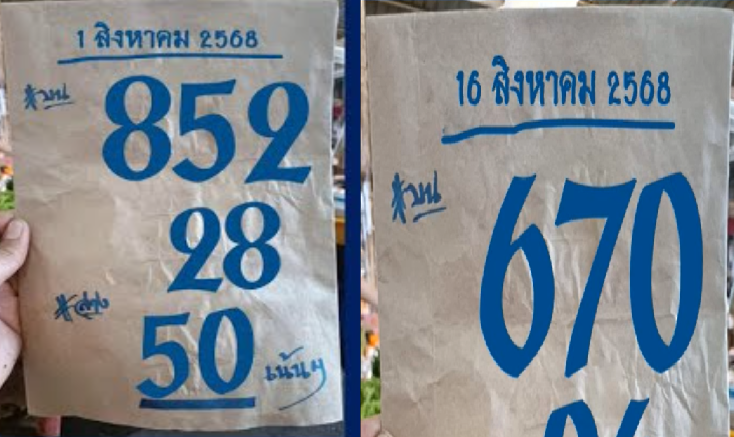 1 สิงหาคม 2568
*บน
852
28
*ล่าง
50
เน้นๆ
16 สิงหาคม 2568
*บน
670